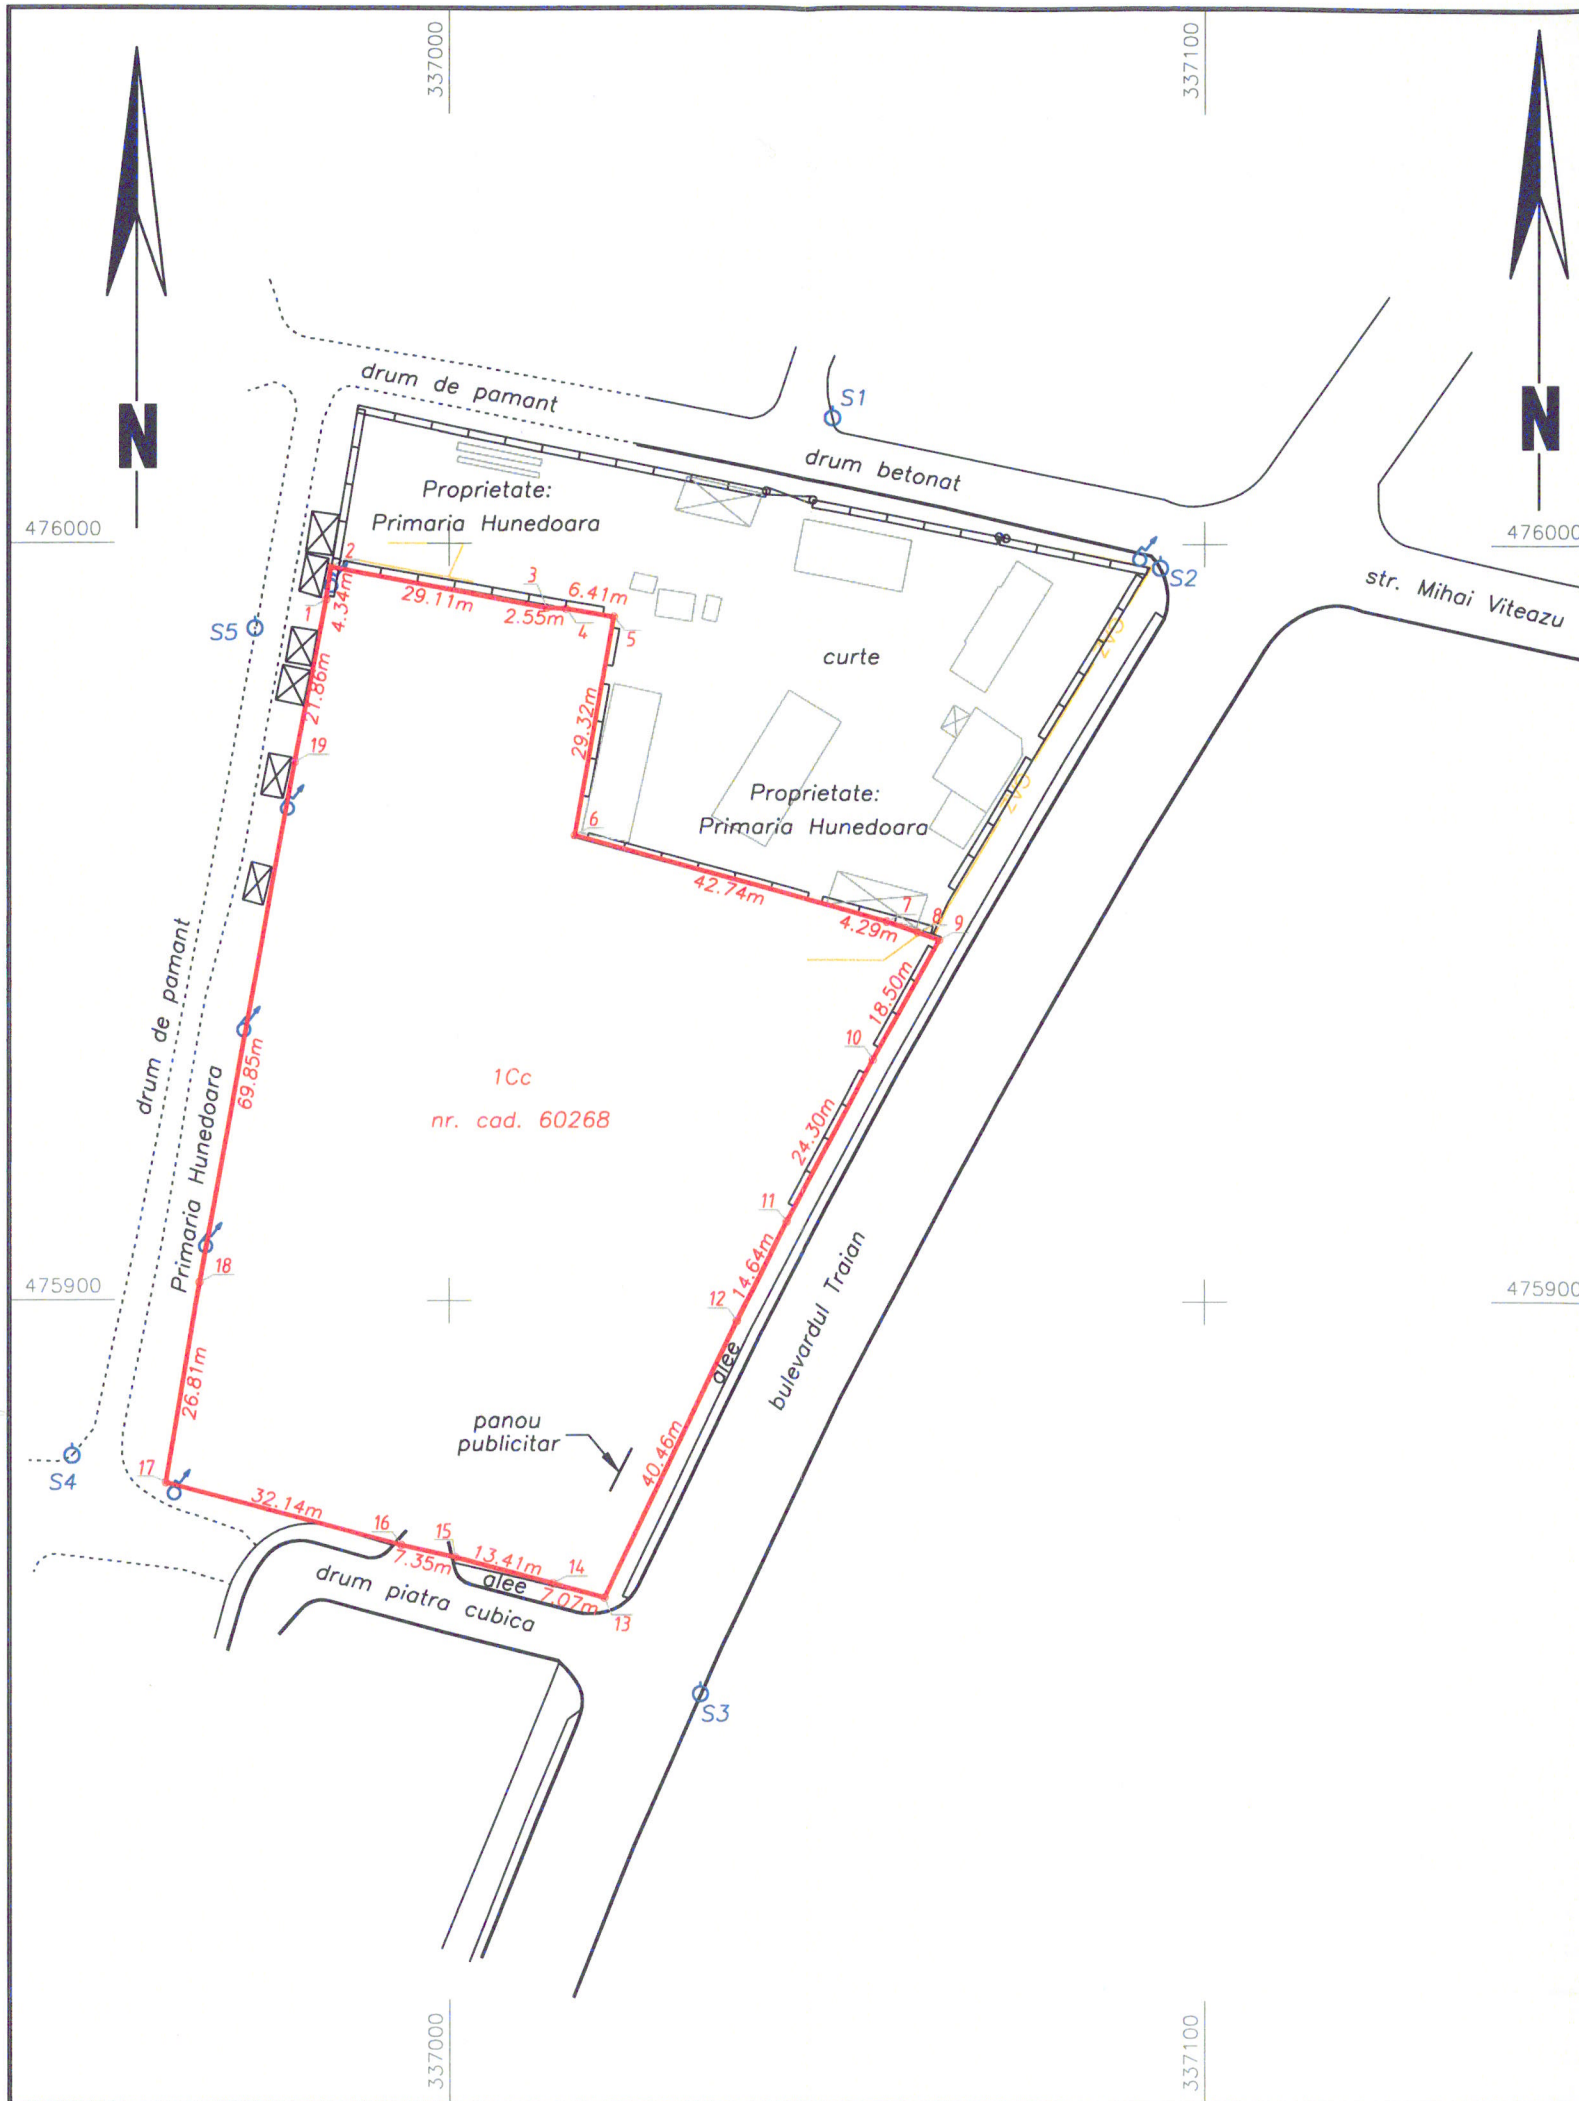 337000
337100
N
N
S1
drum de pamant
drum betonat
Proprietate:
Primaria Hunedoara
476000
476000
S2
str. Mihai Viteazu
2
3
6.41m
1
4.34m
29.11m
2.55m
4
5
S5
curte
21.86m
29.32m
19
Proprietate:
Primaria Hunedoara
6
42.74m
7
4.29m
8
9
drum de pamant
18.50m
10
69.85m
1Cc
nr. cad. 60268
Primaria Hunedoara
24.30m
11
18
14.64m
bulevardul Traian
475900
475900
12
alee
26.81m
panou
publicitar
40.46m
S4
17
32.14m
16
15
7.35m
13.41m
14
alee
7.07m
drum piatra cubica
13
S3
337000
337100